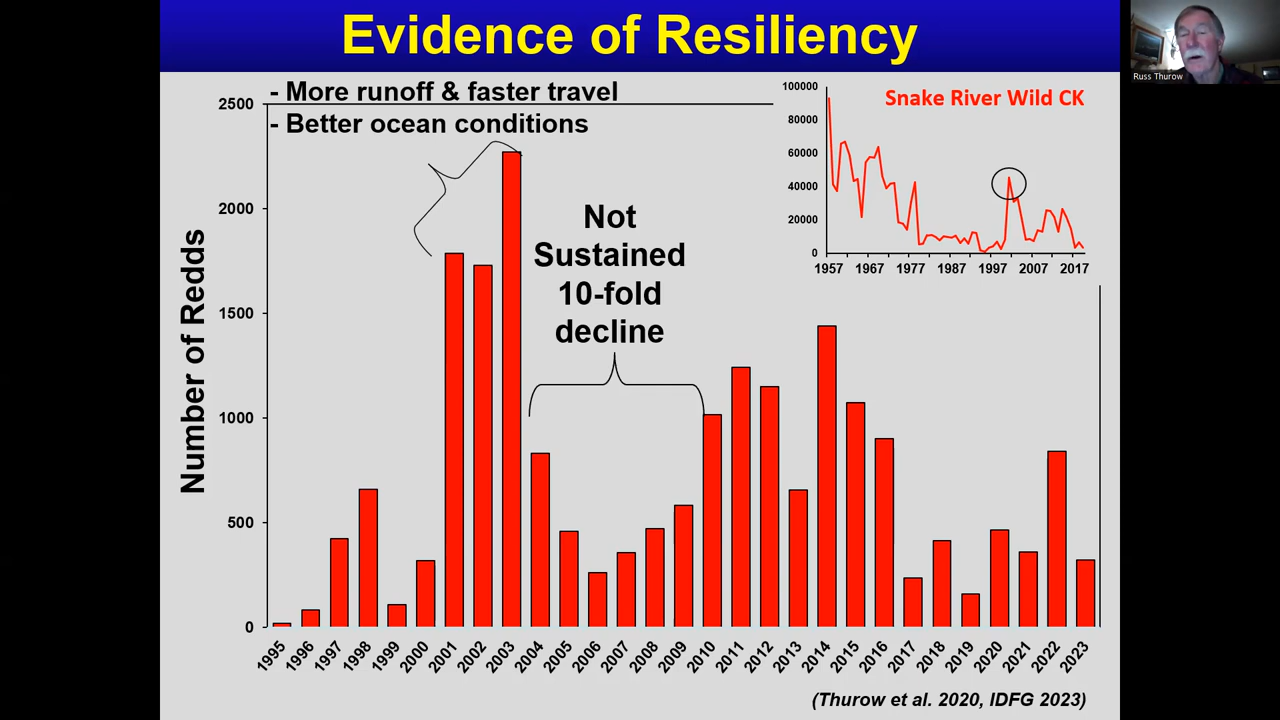 Evidence of Resiliency
Russ Thurow
- More runoff & faster travel
- Better ocean conditions
Snake River Wild CK
100000
80000
60000
40000
20000
0
1957 1967 1977 1987 1997 2007 2017
Not
Sustained
10-fold
decline
Number of Redds
2500
2000
1500
1000
500
0
1995 1996 1997 1998 1999 2000 2001 2002 2003 2004 2005 2006 2007 2008 2009 2010 2011 2012 2013 2014 2015 2016 2017 2018 2019 2020 2021 2022 2023
(Thurow et al. 2020, IDFG 2023)